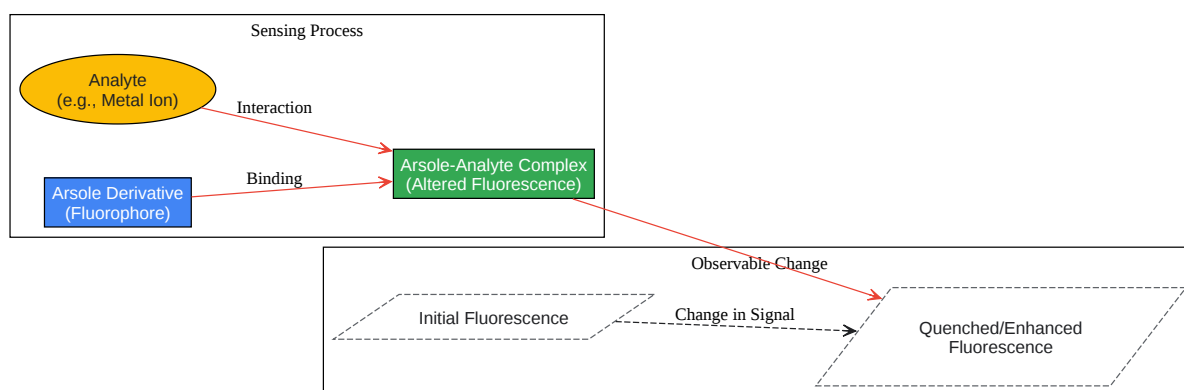 Sensing Process
Analyte
(e.g., Metal Ion)
Interaction
Arsole-Analyte Complex
(Altered Fluorescence)
Binding
Arsole Derivative
(Fluorophore)
Observable Change
Initial Fluorescence
Change in Signal
Quenched/Enhanced
Fluorescence